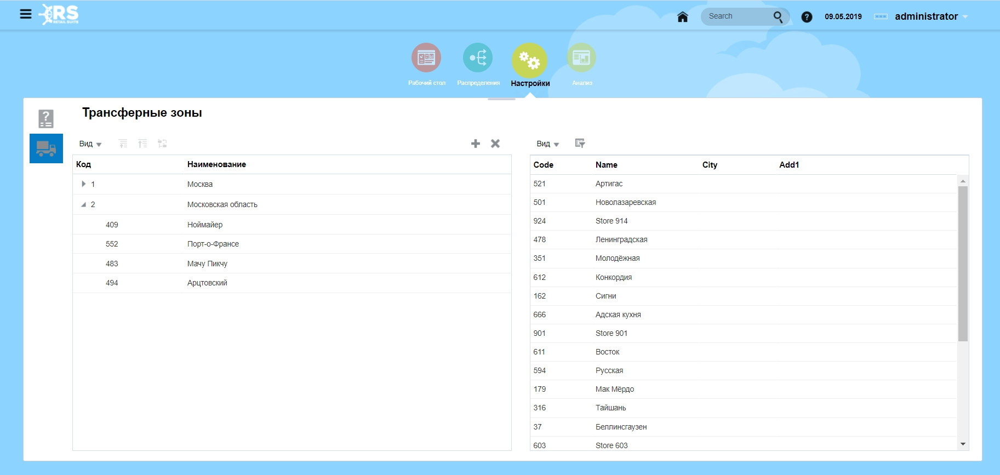 RS
RETAIL SUITE
Search
09.05.2019
administrator
Рабочий стол
Распределения
Настройки
Анализ
Трансферные зоны
Вид
Код Наименование
1 Москва
2 Московская область
409 Ноймайер
552 Порт-о-Франсе
483 Мачу Пикчу
494 Арцтовский
Вид
Code Name City Add1
521 Артигас
501 Новолазаревская
924 Store 914
478 Ленинградская
351 Молодёжная
612 Конкордия
162 Сигни
666 Адская кухня
901 Store 901
611 Восток
594 Русская
179 Мак Мёрдо
316 Тайшань
37 Беллинсгаузен
603 Store 603